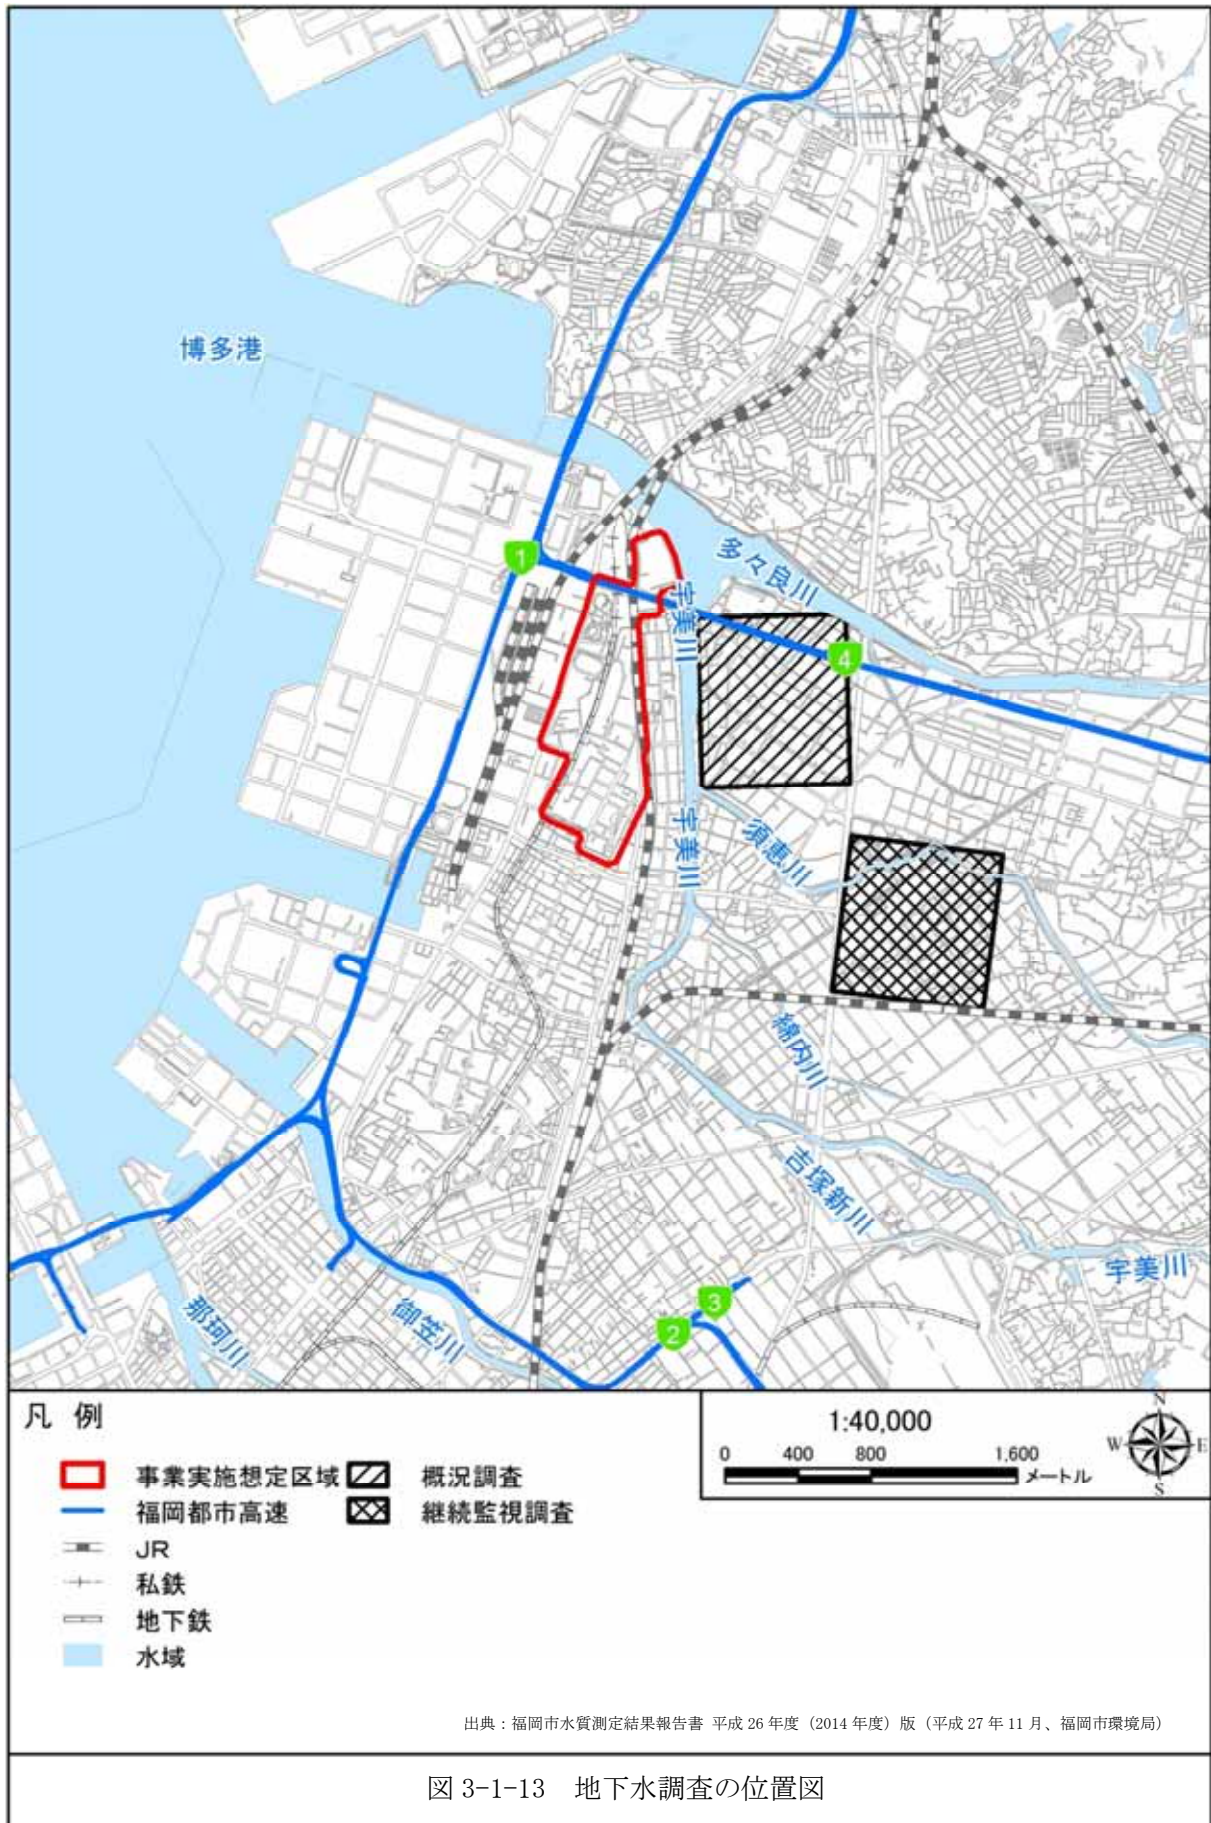 博多港
1
多々良川
宇美川
4
宇美川
須恵川
綿内川
吉塚新川
宇美川
3
2
御笠川
那珂川
凡 例
事業実施想定区域
概況調査
福岡都市高速
継続監視調査
JR
私鉄
地下鉄
水域
1:40,000
0 400 800 1,600
メートル
N
W E
S
出典：福岡市水質測定結果報告書 平成 26 年度（2014 年度）版（平成 27 年 11 月、福岡市環境局）
図 3-1-13 地下水調査の位置図